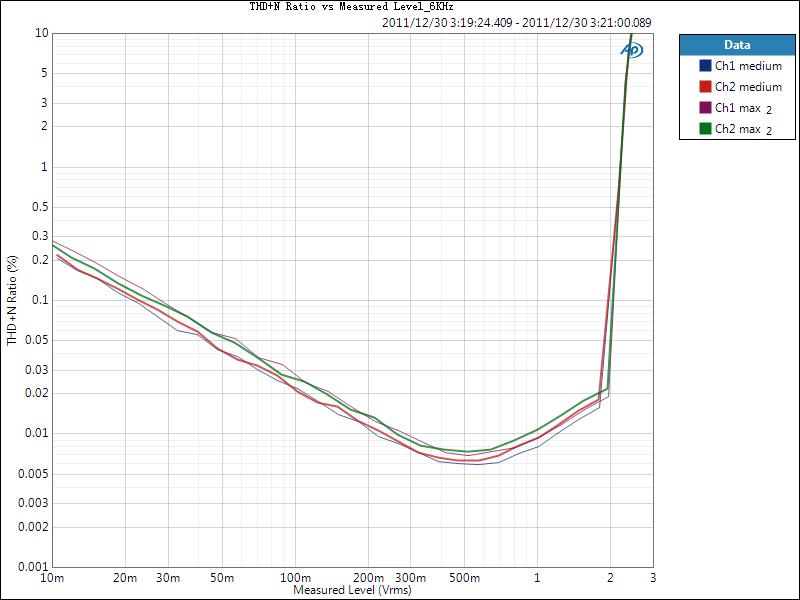 THD+N Ratio vs Measured Level_6KHz
2011/12/30 3:19:24.409 - 2011/12/30 3:21:00.089
10
5
3
2
1
0.5
0.3
0.2
0.1
0.05
0.03
0.02
0.01
0.005
0.003
0.002
0.001
THD+N Ratio (%)
AP
10m 20m 30m 50m 100m 200m 300m 500m 1 2 3
Measured Level (Vrms)
Data
Ch1 medium
Ch2 medium
Ch1 max 2
Ch2 max 2